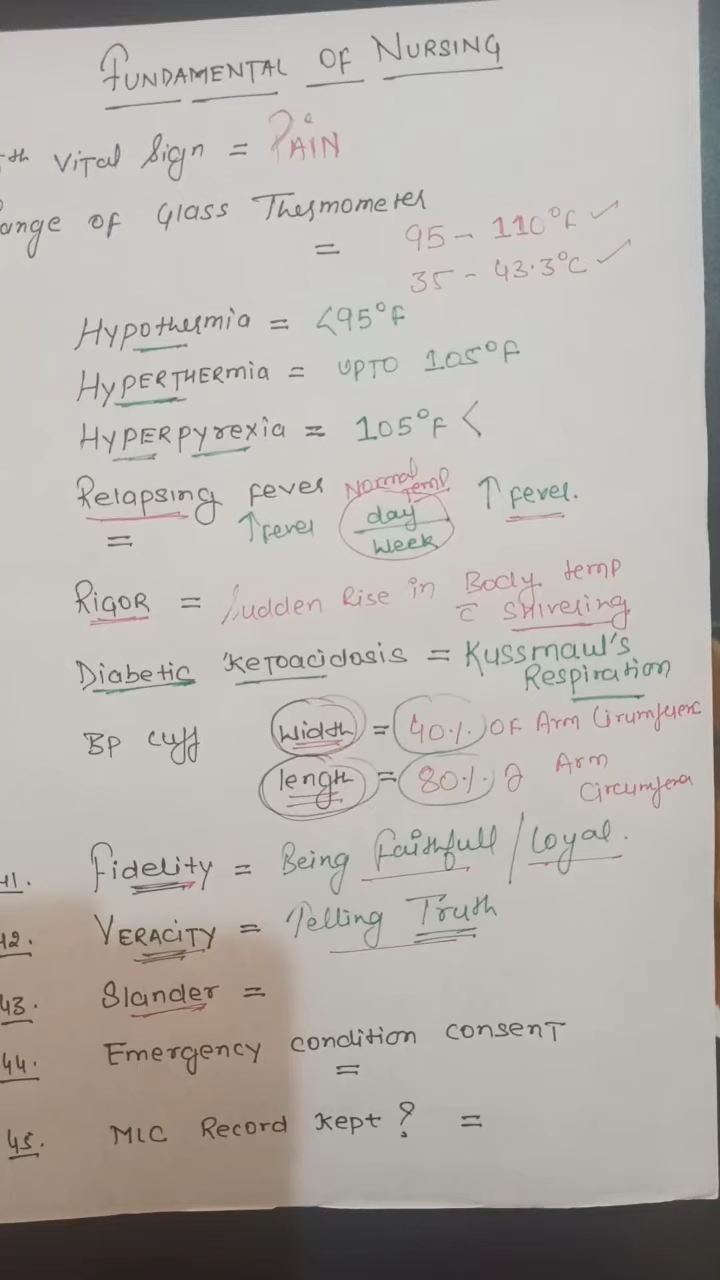 FUNDAMENTAL OF NURSING
th Vital Sign = PAIN
ange of Glass Thermometer
= 95 - 110°F ✓
35 - 43.3°C ✓
Hypothermia = <95°F
HyPERTHERmia = UPTO 105°F
HyPERpyrexia = 105°F <
Relapsing fever Normal Temp
= ↑fever day ↑ fever.
week
RIGOR = Sudden Rise in Body temp
c̄ Shivering
Diabetic Ketoacidosis = Kussmaul's
Respiration
BP cuff width = 40% OF Arm Cirumferc
length = 80% Arm
Circumfera
41. Fidelity = Being Faithfull / Loyal.
42. VERACITY = Telling Truth
43. Slander =
44. Emergency condition consent
=
45. MLC Record Kept? =